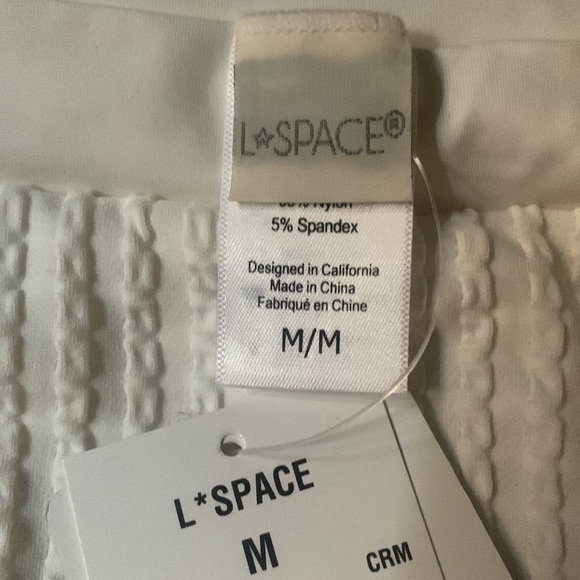 L☆SPACE®
5% Spandex
Designed in California
Made in China
Fabriqué en Chine
M/M
L*SPACE
M
CRM